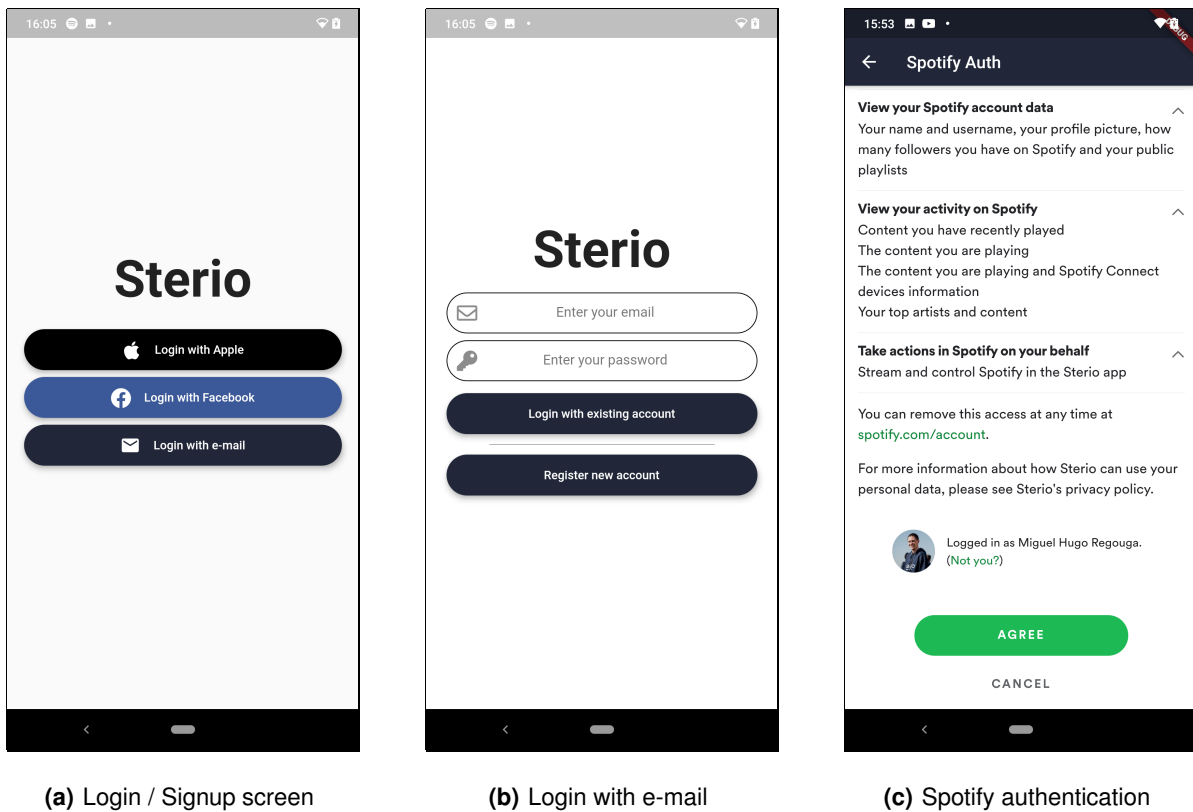 16:05
Sterio
Login with Apple
Login with Facebook
Login with e-mail
(a) Login / Signup screen
16:05
Sterio
Enter your email
Enter your password
Login with existing account
Register new account
(b) Login with e-mail
15:53
Spotify Auth
View your Spotify account data
Your name and username, your profile picture, how
many followers you have on Spotify and your public
playlists
View your activity on Spotify
Content you have recently played
The content you are playing
The content you are playing and Spotify Connect
devices information
Your top artists and content
Take actions in Spotify on your behalf
Stream and control Spotify in the Sterio app
You can remove this access at any time at
spotify.com/account.
For more information about how Sterio can use your
personal data, please see Sterio's privacy policy.
Logged in as Miguel Hugo Regouga.
(Not you?)
AGREE
CANCEL
(c) Spotify authentication